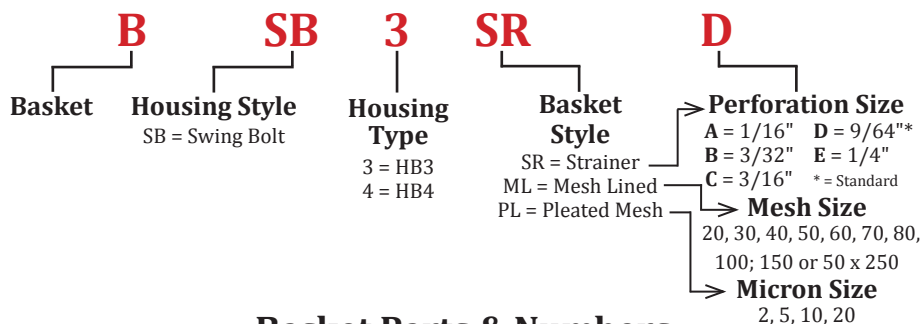 B SB 3 SR D
Basket
Housing Style
SB = Swing Bolt
Housing
Type
3 = HB3
4 = HB4
Basket
Style
SR = Strainer
ML = Mesh Lined
PL = Pleated Mesh
Perforation Size
A = 1/16" D = 9/64"*
B = 3/32" E = 1/4"
C = 3/16" * = Standard
Mesh Size
20, 30, 40, 50, 60, 70, 80,
100; 150 or 50 x 250
Micron Size
2, 5, 10, 20
Basket Parts & Numbers